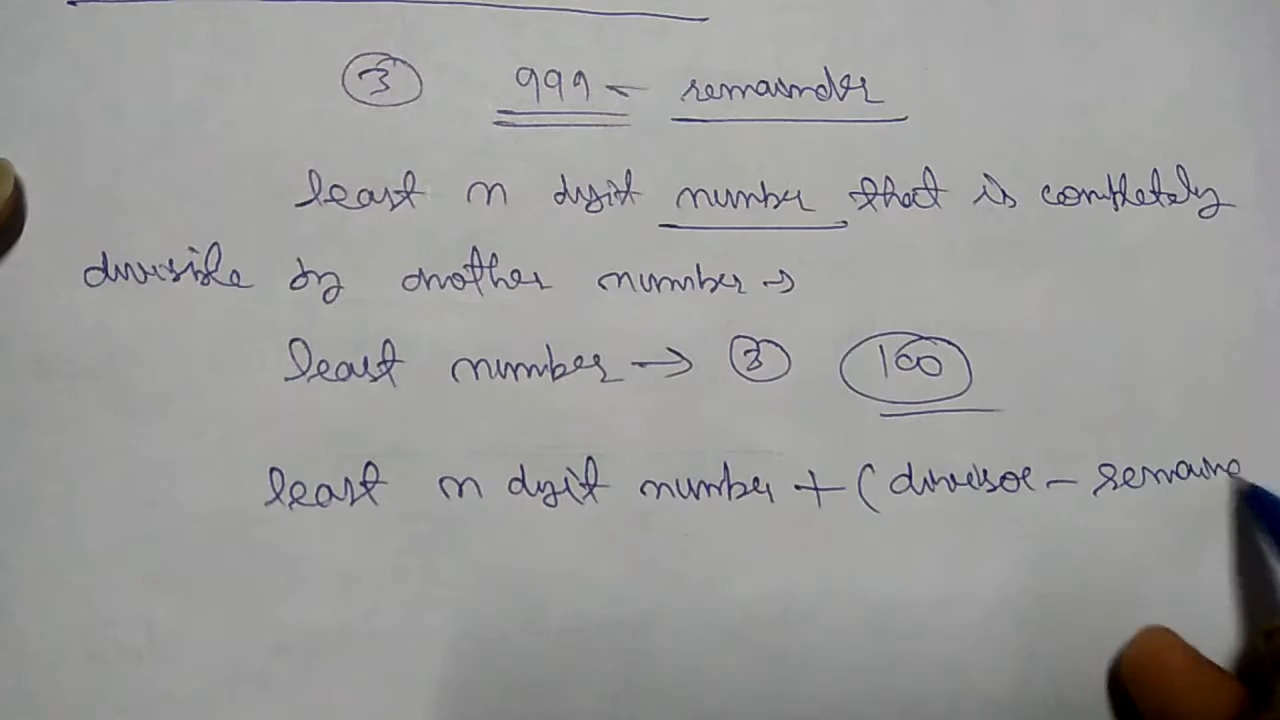 3 999 ← remainder
least n digit number that is completely
divisible by another number →
least number → 3 100
least n digit number + (divisor - remaine